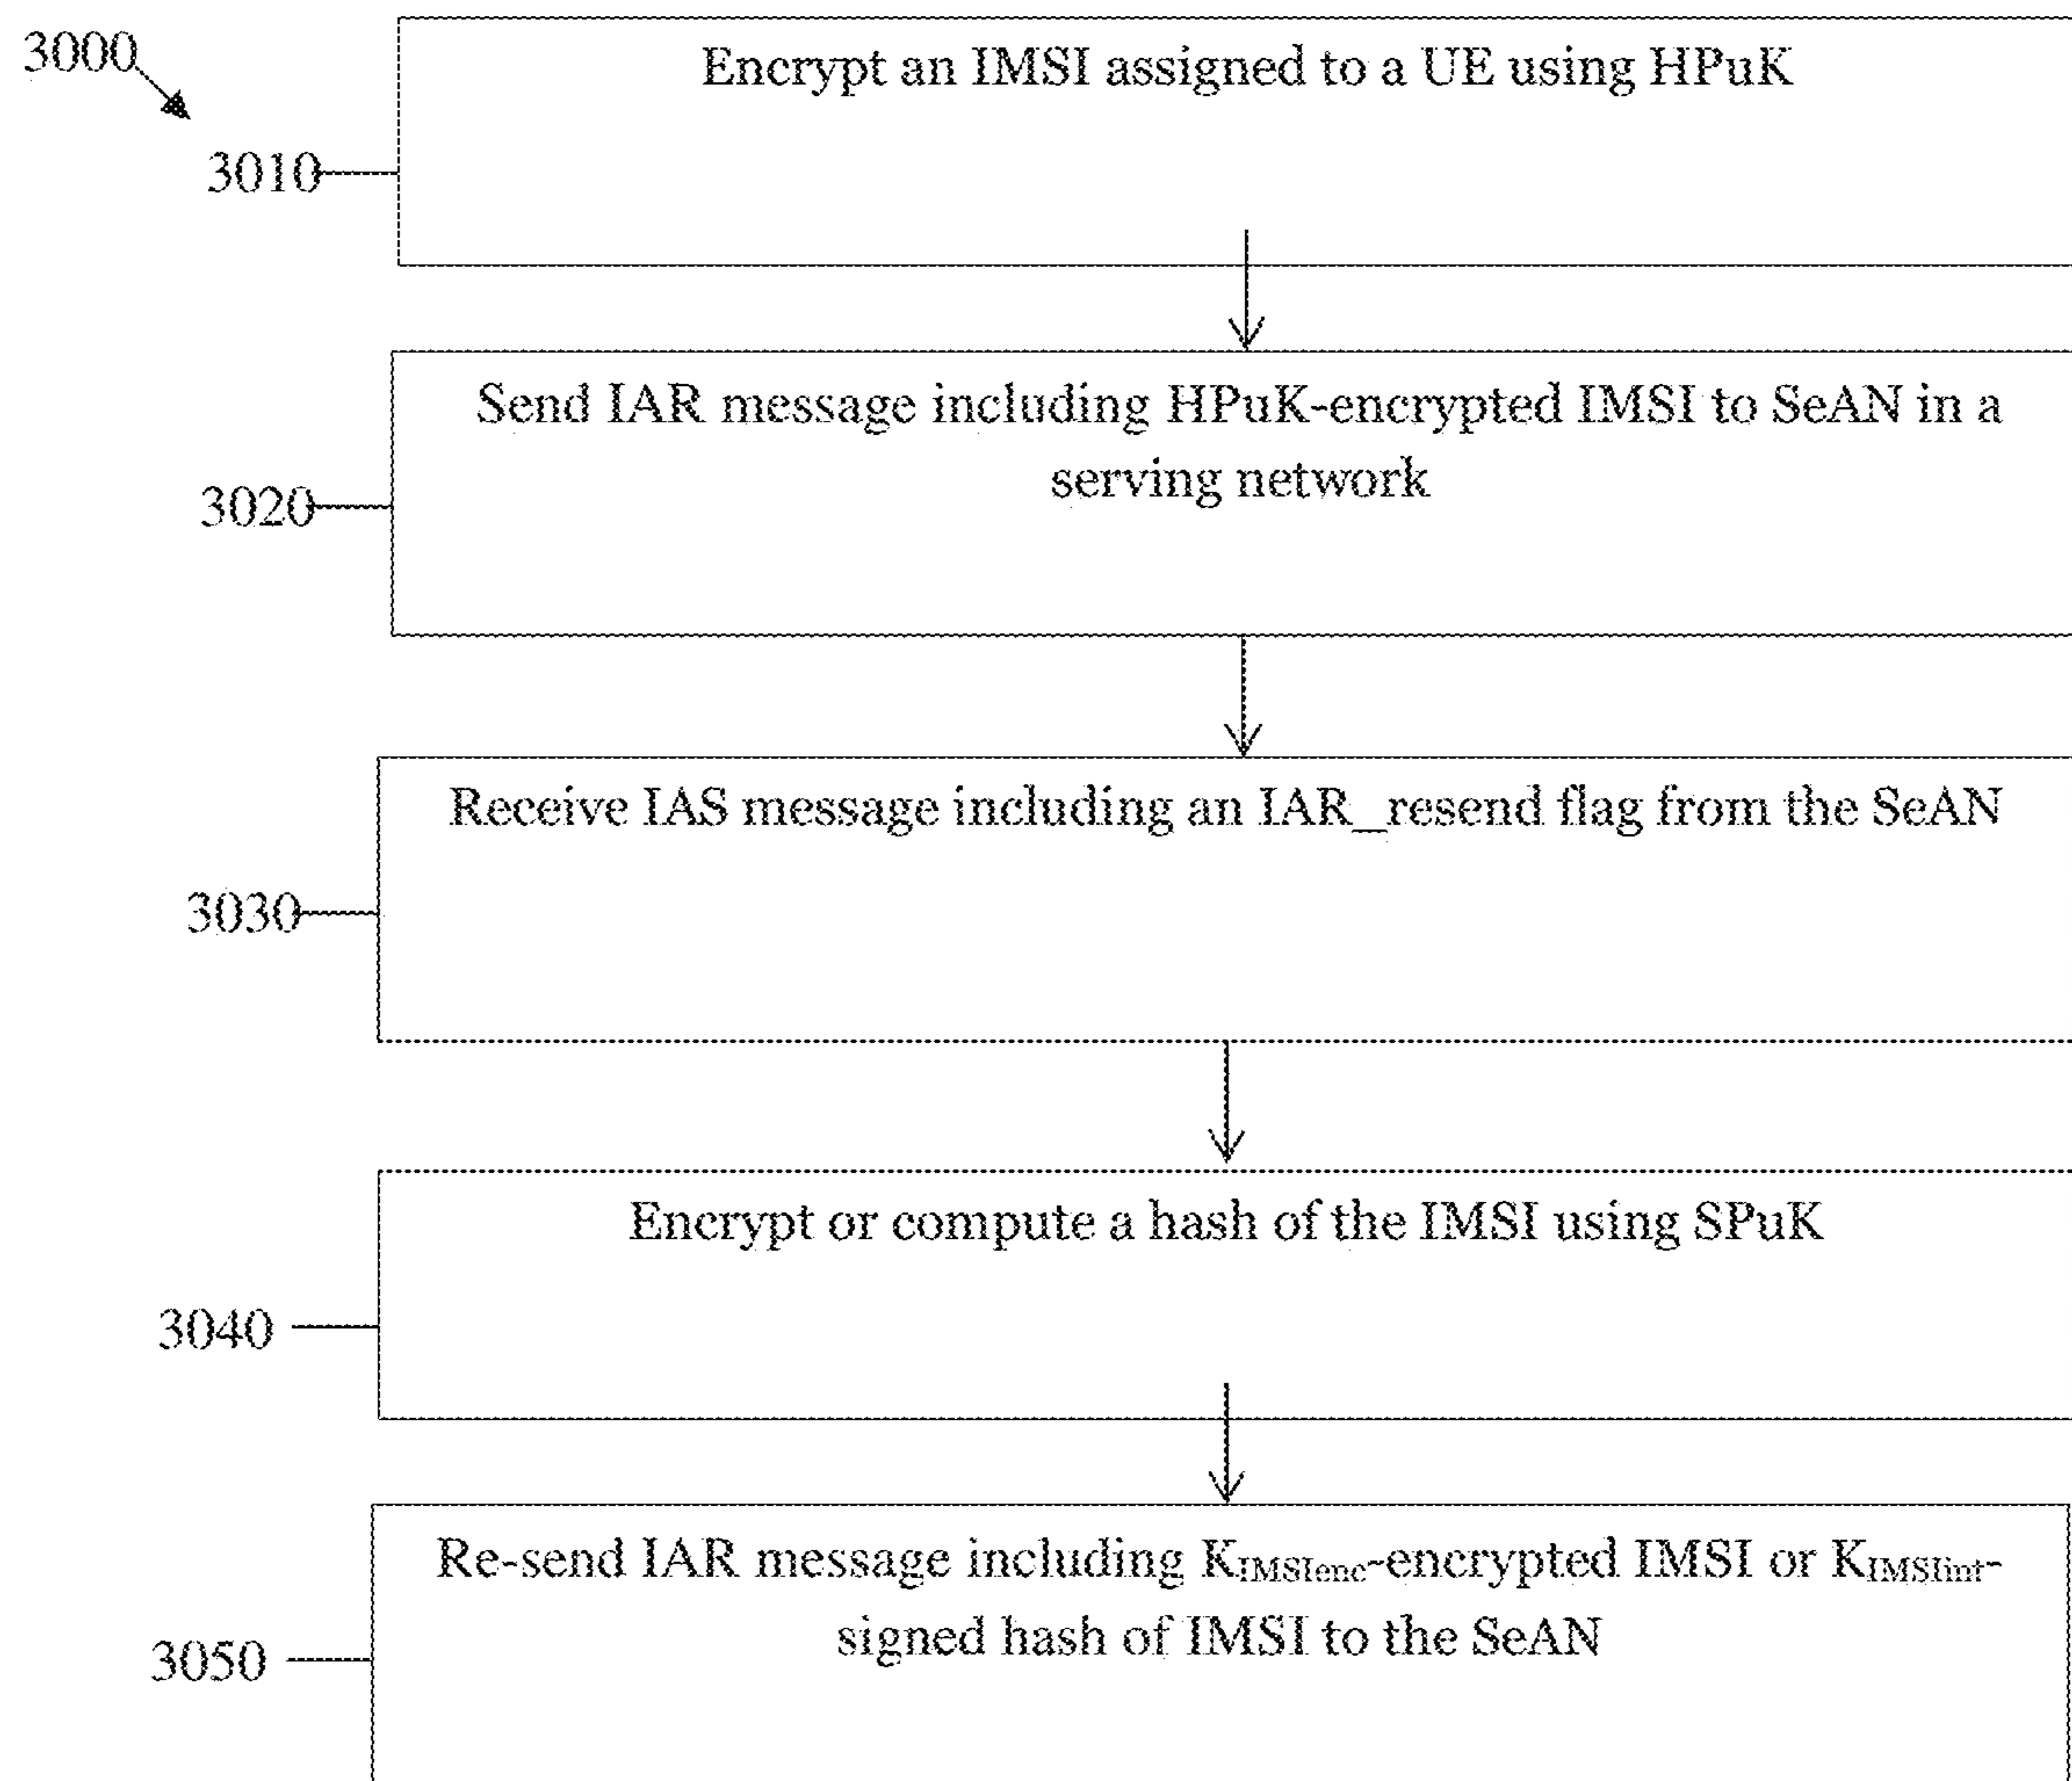 3000
Encrypt an IMSI assigned to a UE using HPuK
3010
Send IAR message including HPuK-encrypted IMSI to SeAN in a
serving network
3020
Receive IAS message including an IAR_resend flag from the SeAN
3030
Encrypt or compute a hash of the IMSI using SPuK
3040
Re-send IAR message including KIMSIenc-encrypted IMSI or KIMSIint-
signed hash of IMSI to the SeAN
3050